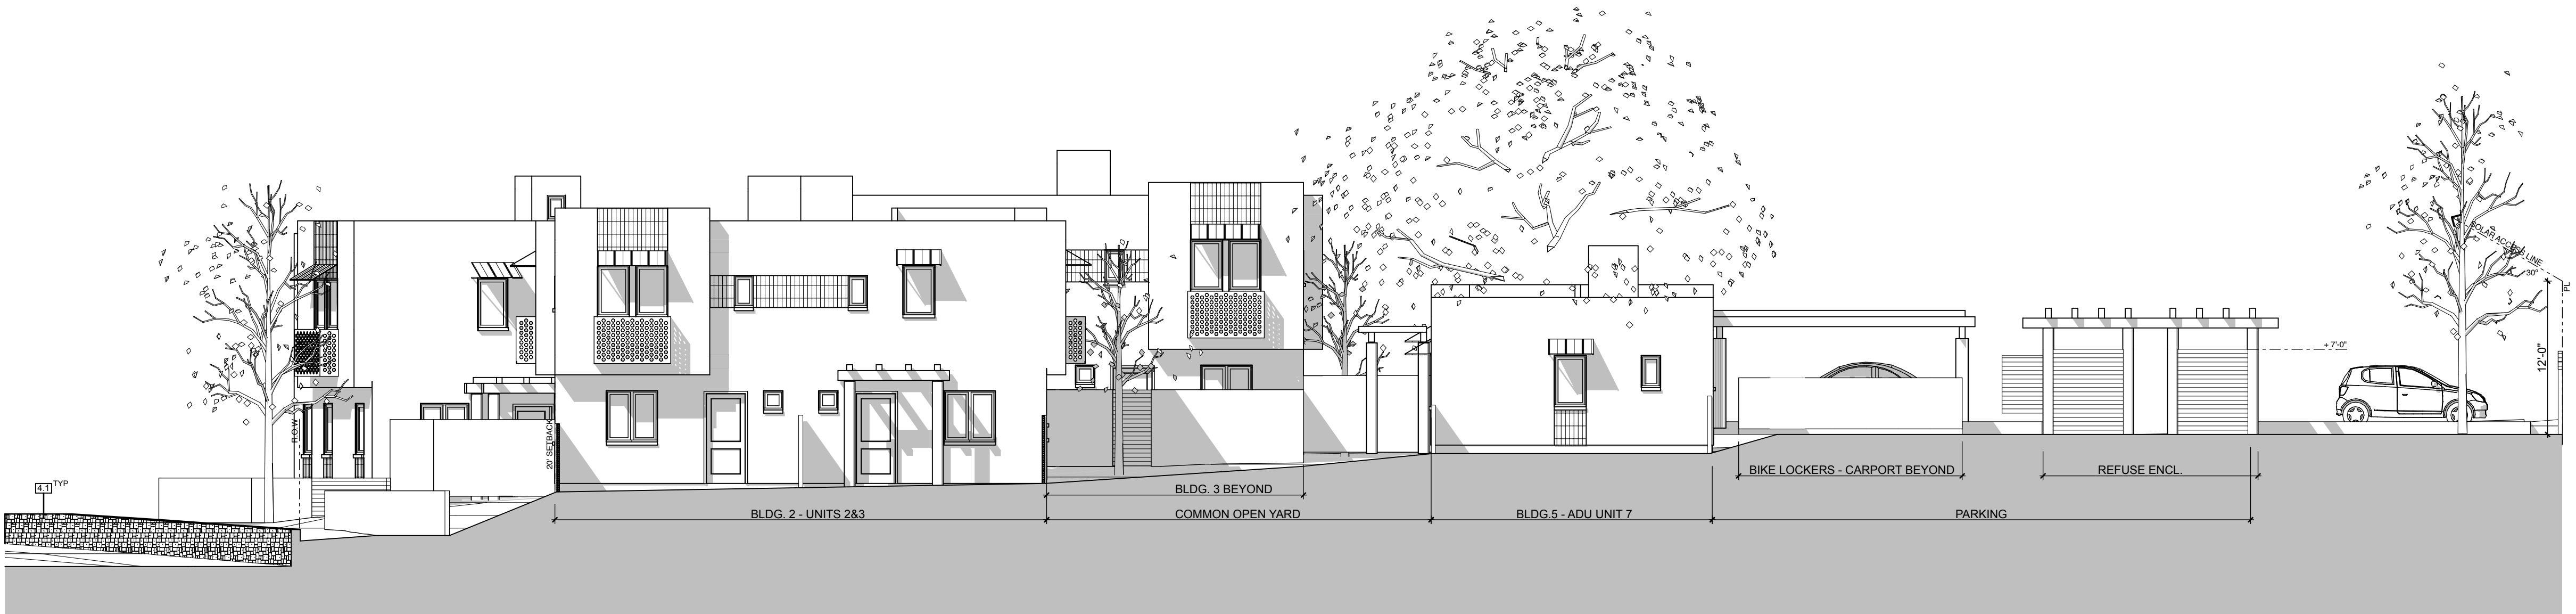 SOLAR ACCESS LINE
30°
PL
+ 7'-0"
12'-0"
R.O.W.
20' SETBACK
4.1 TYP
BIKE LOCKERS - CARPORT BEYOND
REFUSE ENCL.
BLDG. 3 BEYOND
BLDG. 2 - UNITS 2&3
COMMON OPEN YARD
BLDG.5 - ADU UNIT 7
PARKING